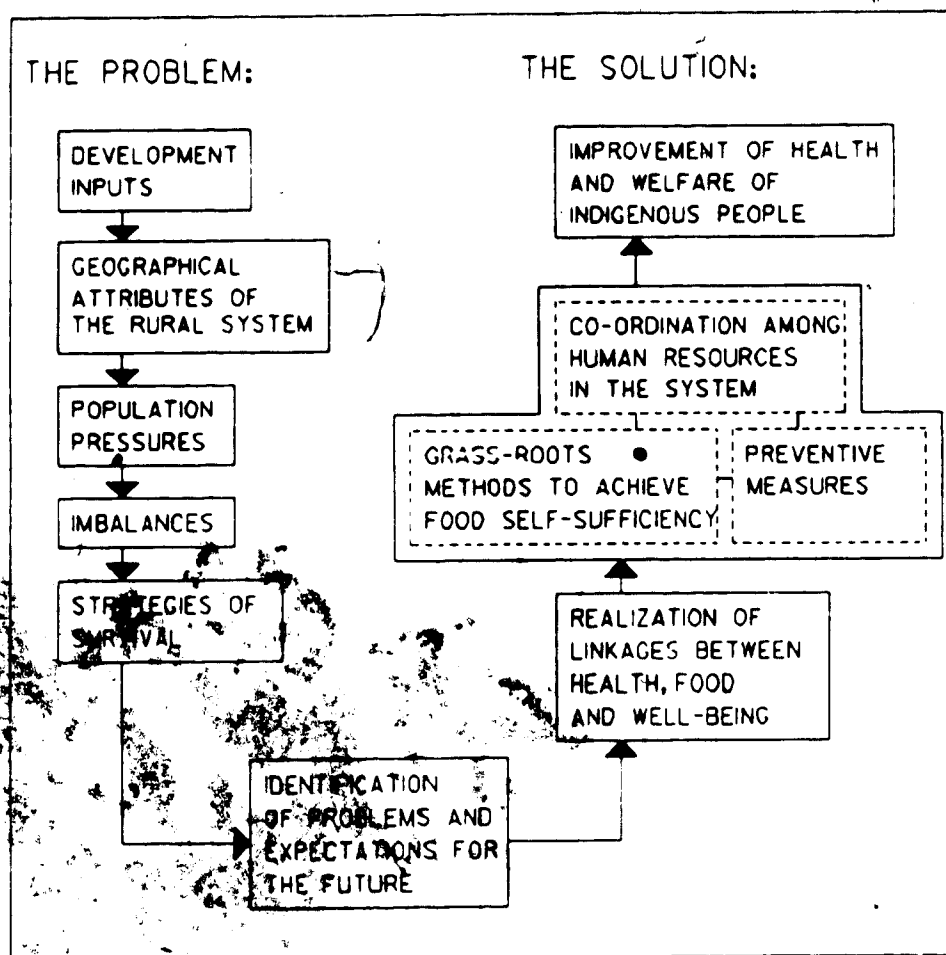 THE PROBLEM:
DEVELOPMENT
INPUTS
GEOGRAPHICAL
ATTRIBUTES OF
THE RURAL SYSTEM
POPULATION
PRESSURES
IMBALANCES
STRATEGIES OF
SURVIVAL
IDENTIFICATION
OF PROBLEMS AND
EXPECTATIONS FOR
THE FUTURE
THE SOLUTION:
IMPROVEMENT OF HEALTH
AND WELFARE OF
INDIGENOUS PEOPLE
CO-ORDINATION AMONG
HUMAN RESOURCES
IN THE SYSTEM
GRASS-ROOTS
METHODS TO ACHIEVE
FOOD SELF-SUFFICIENCY
PREVENTIVE
MEASURES
REALIZATION OF
LINKAGES BETWEEN
HEALTH, FOOD
AND WELL-BEING